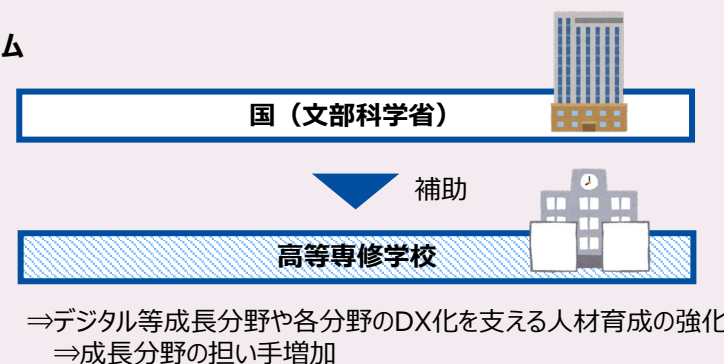 ム
国（文部科学省）
補助
高等専修学校
⇒デジタル等成長分野や各分野のDX化を支える人材育成の強化
⇒成長分野の担い手増加